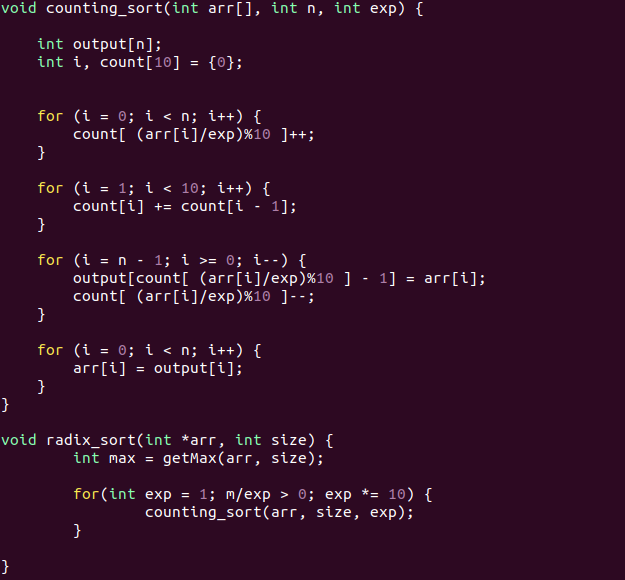 void counting_sort(int arr[], int n, int exp) {
int output[n];
int i, count[10] = {0};
for (i = 0; i < n; i++) {
count[ (arr[i]/exp)%10 ]++;
}
for (i = 1; i < 10; i++) {
count[i] += count[i - 1];
}
for (i = n - 1; i >= 0; i--) {
output[count[ (arr[i]/exp)%10 ] - 1] = arr[i];
count[ (arr[i]/exp)%10 ]--;
}
for (i = 0; i < n; i++) {
arr[i] = output[i];
}
}
void radix_sort(int *arr, int size) {
int max = getMax(arr, size);
for(int exp = 1; m/exp > 0; exp *= 10) {
counting_sort(arr, size, exp);
}
}